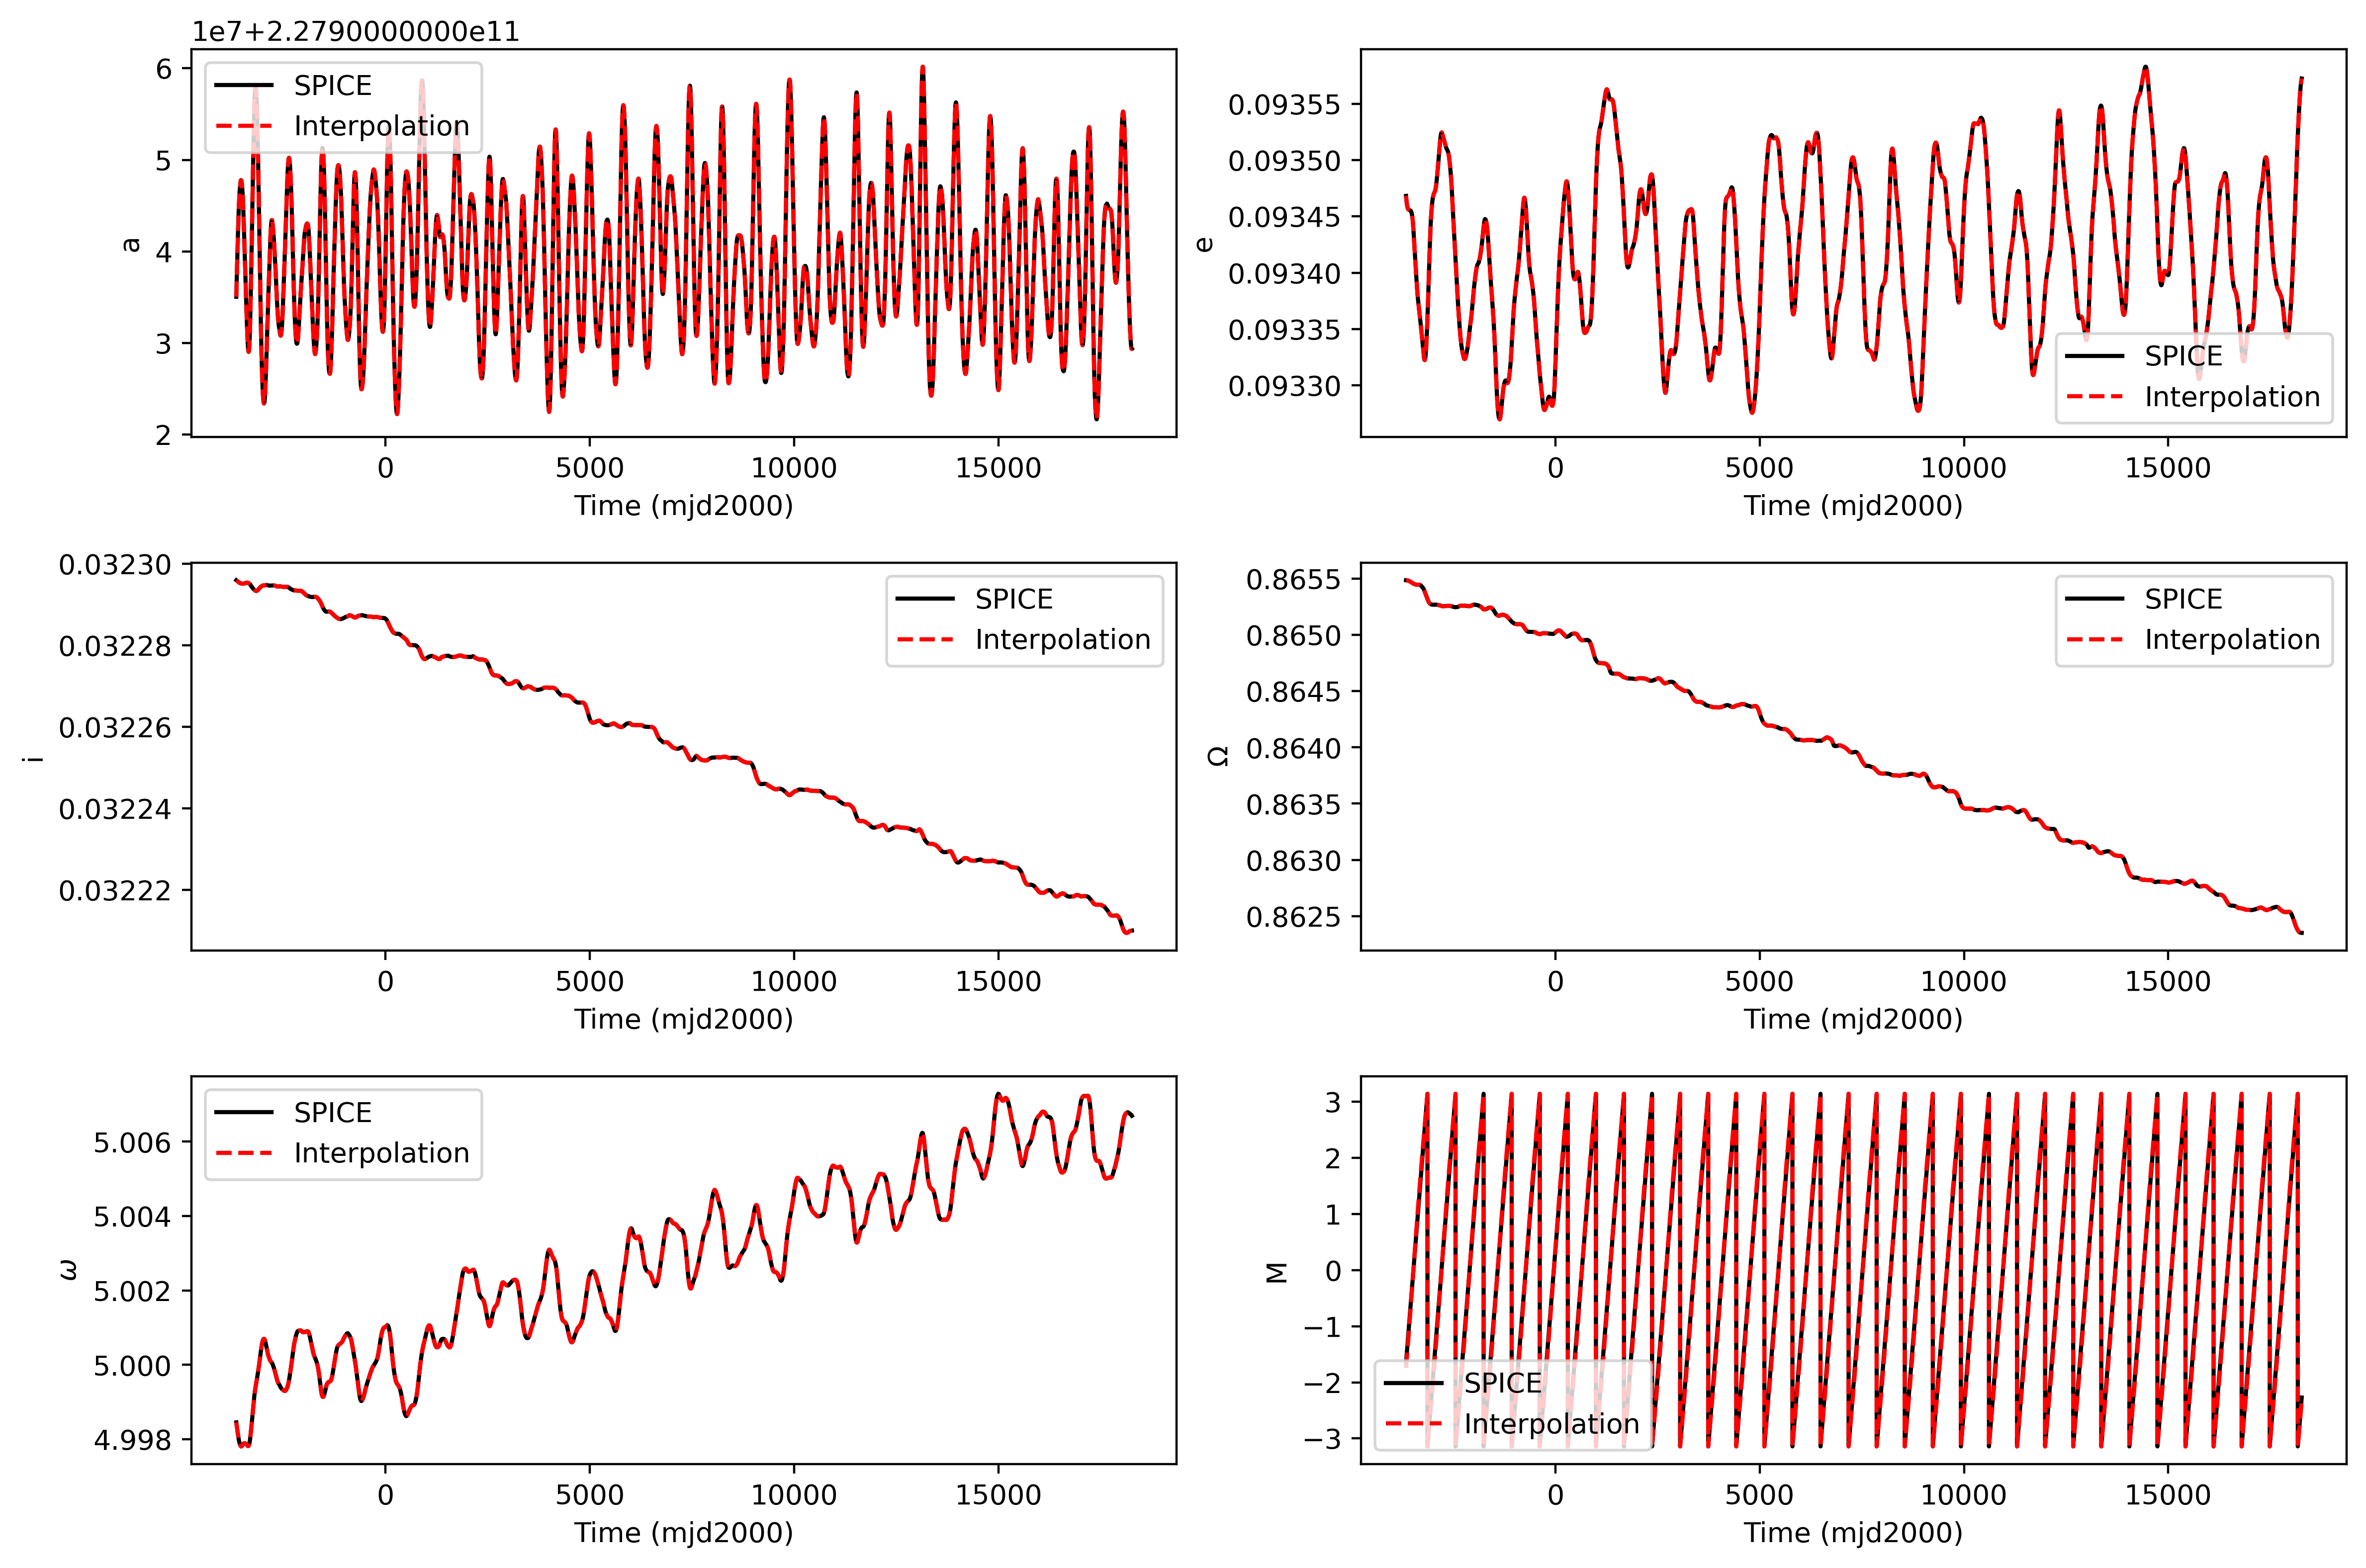 1e7+2.2790000000e11
6
5
4
3
2
a
SPICE
Interpolation
0 5000 10000 15000
Time (mjd2000)
0.09355
0.09350
0.09345
0.09340
0.09335
0.09330
e
SPICE
Interpolation
0 5000 10000 15000
Time (mjd2000)
0.03230
0.03228
0.03226
0.03224
0.03222
i
SPICE
Interpolation
0 5000 10000 15000
Time (mjd2000)
0.8655
0.8650
0.8645
0.8640
0.8635
0.8630
0.8625
Ω
SPICE
Interpolation
0 5000 10000 15000
Time (mjd2000)
5.006
5.004
5.002
5.000
4.998
ω
SPICE
Interpolation
0 5000 10000 15000
Time (mjd2000)
3
2
1
0
−1
−2
−3
M
SPICE
Interpolation
0 5000 10000 15000
Time (mjd2000)